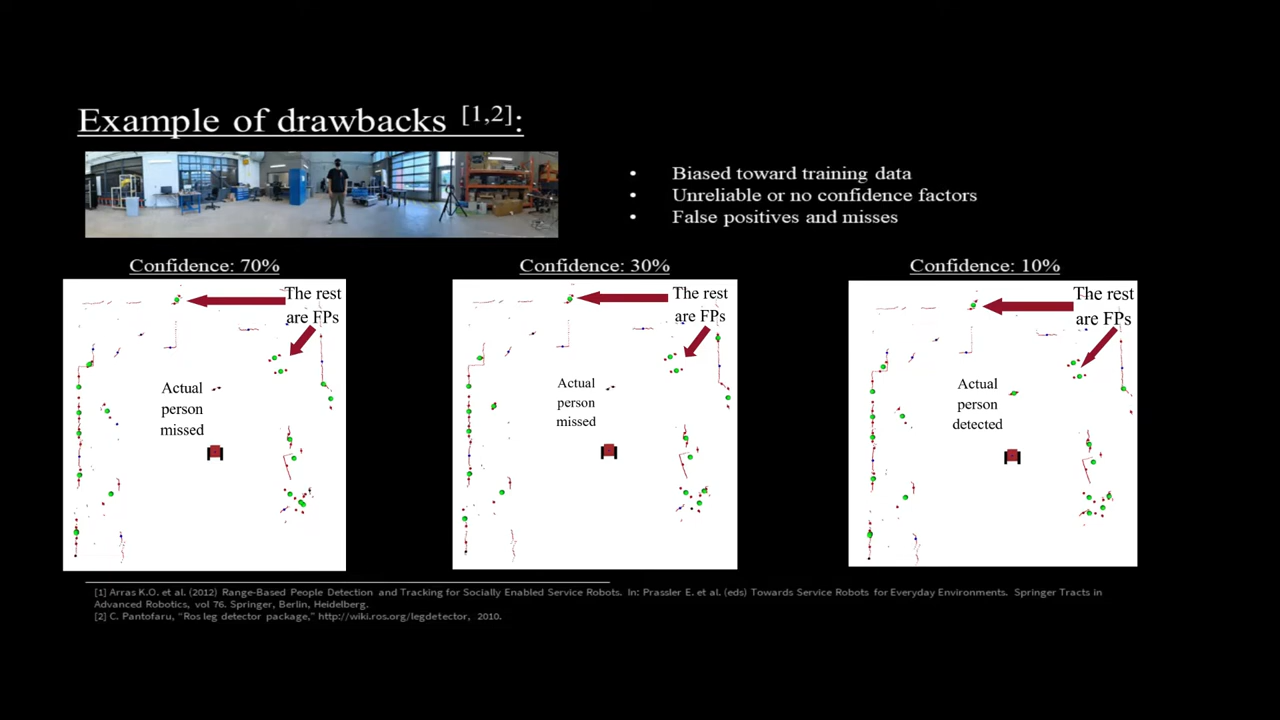 Example of drawbacks [1,2]:
• Biased toward training data
• Unreliable or no confidence factors
• False positives and misses
Confidence: 70%
The rest
are FPs
Actual
person
missed
Confidence: 30%
The rest
are FPs
Actual
person
missed
Confidence: 10%
The rest
are FPs
Actual
person
detected
[1] Arras K.O. et al. (2012) Range-Based People Detection and Tracking for Socially Enabled Service Robots. In: Prassler E. et al. (eds) Towards Service Robots for Everyday Environments. Springer Tracts in
Advanced Robotics, vol 76. Springer, Berlin, Heidelberg.
[2] C. Pantofaru, "Ros leg detector package," http://wiki.ros.org/legdetector, 2010.